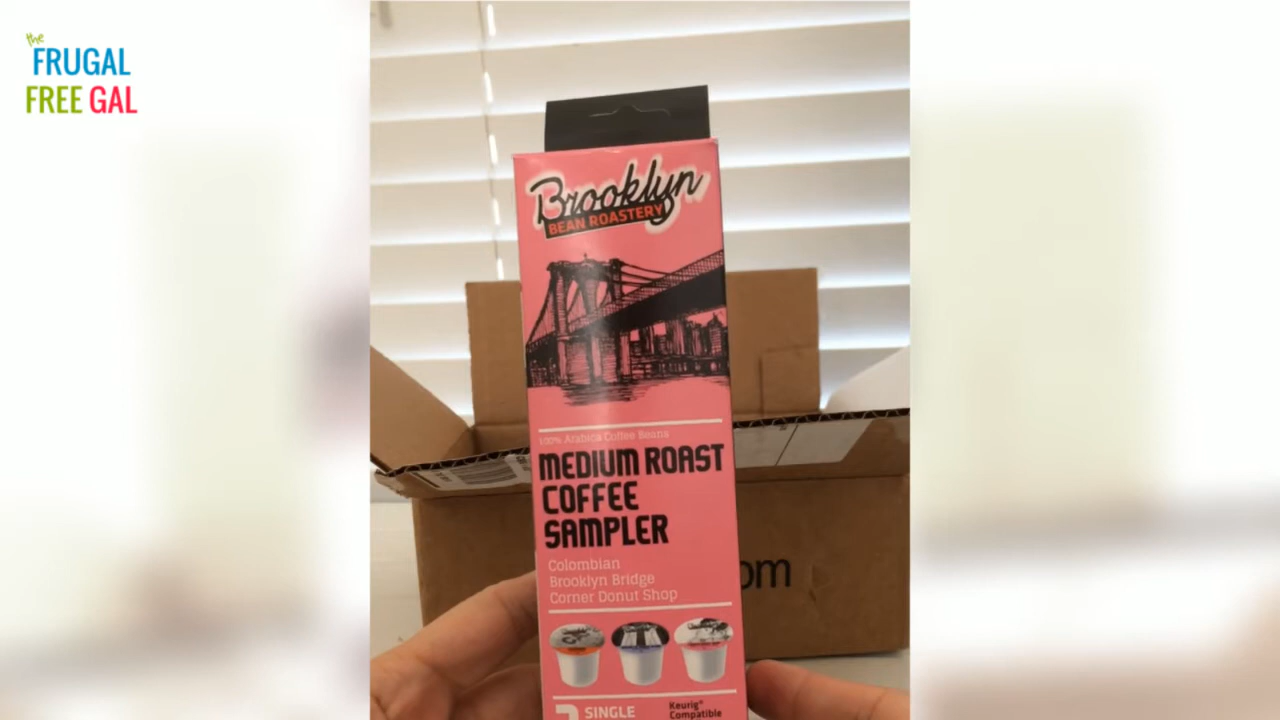 the
FRUGAL
FREE GAL
Brooklyn
BEAN ROASTERY
100% Arabica Coffee Beans
MEDIUM ROAST
COFFEE
SAMPLER
Colombian
Brooklyn Bridge
Corner Donut Shop
SINGLE
Keurig®
Compatible
om